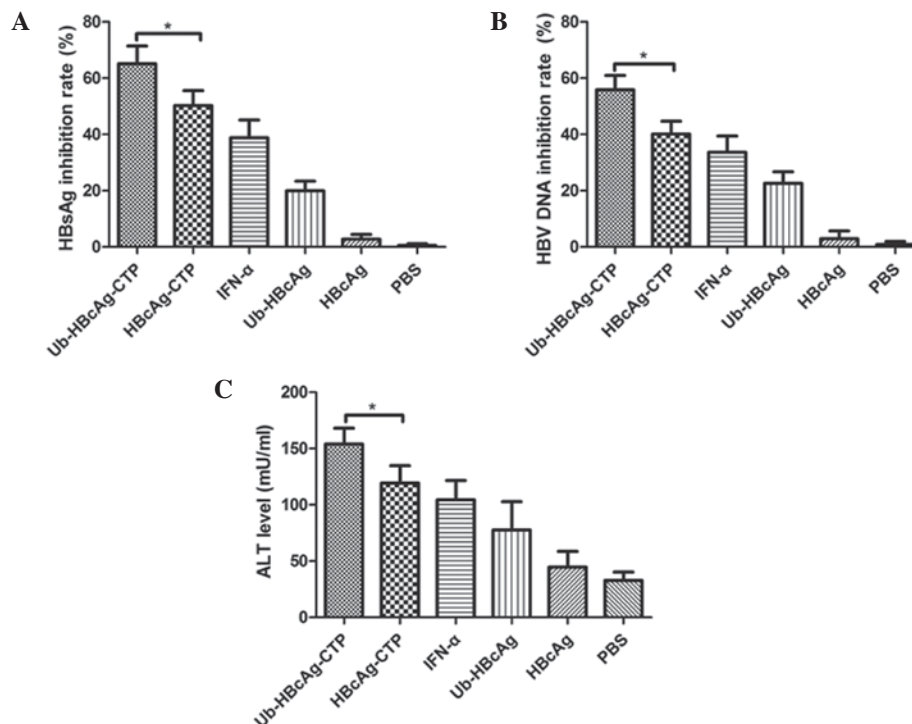 A
HBsAg inhibition rate (%)
80
60
40
20
0
*
Ub-HBcAg-CTP
HBcAg-CTP
IFN-α
Ub-HBcAg
HBcAg
PBS
B
HBV DNA inhibition rate (%)
80
60
40
20
0
*
Ub-HBcAg-CTP
HBcAg-CTP
IFN-α
Ub-HBcAg
HBcAg
PBS
C
ALT level (mU/ml)
200
150
100
50
0
*
Ub-HBcAg-CTP
HBcAg-CTP
IFN-α
Ub-HBcAg
HBcAg
PBS